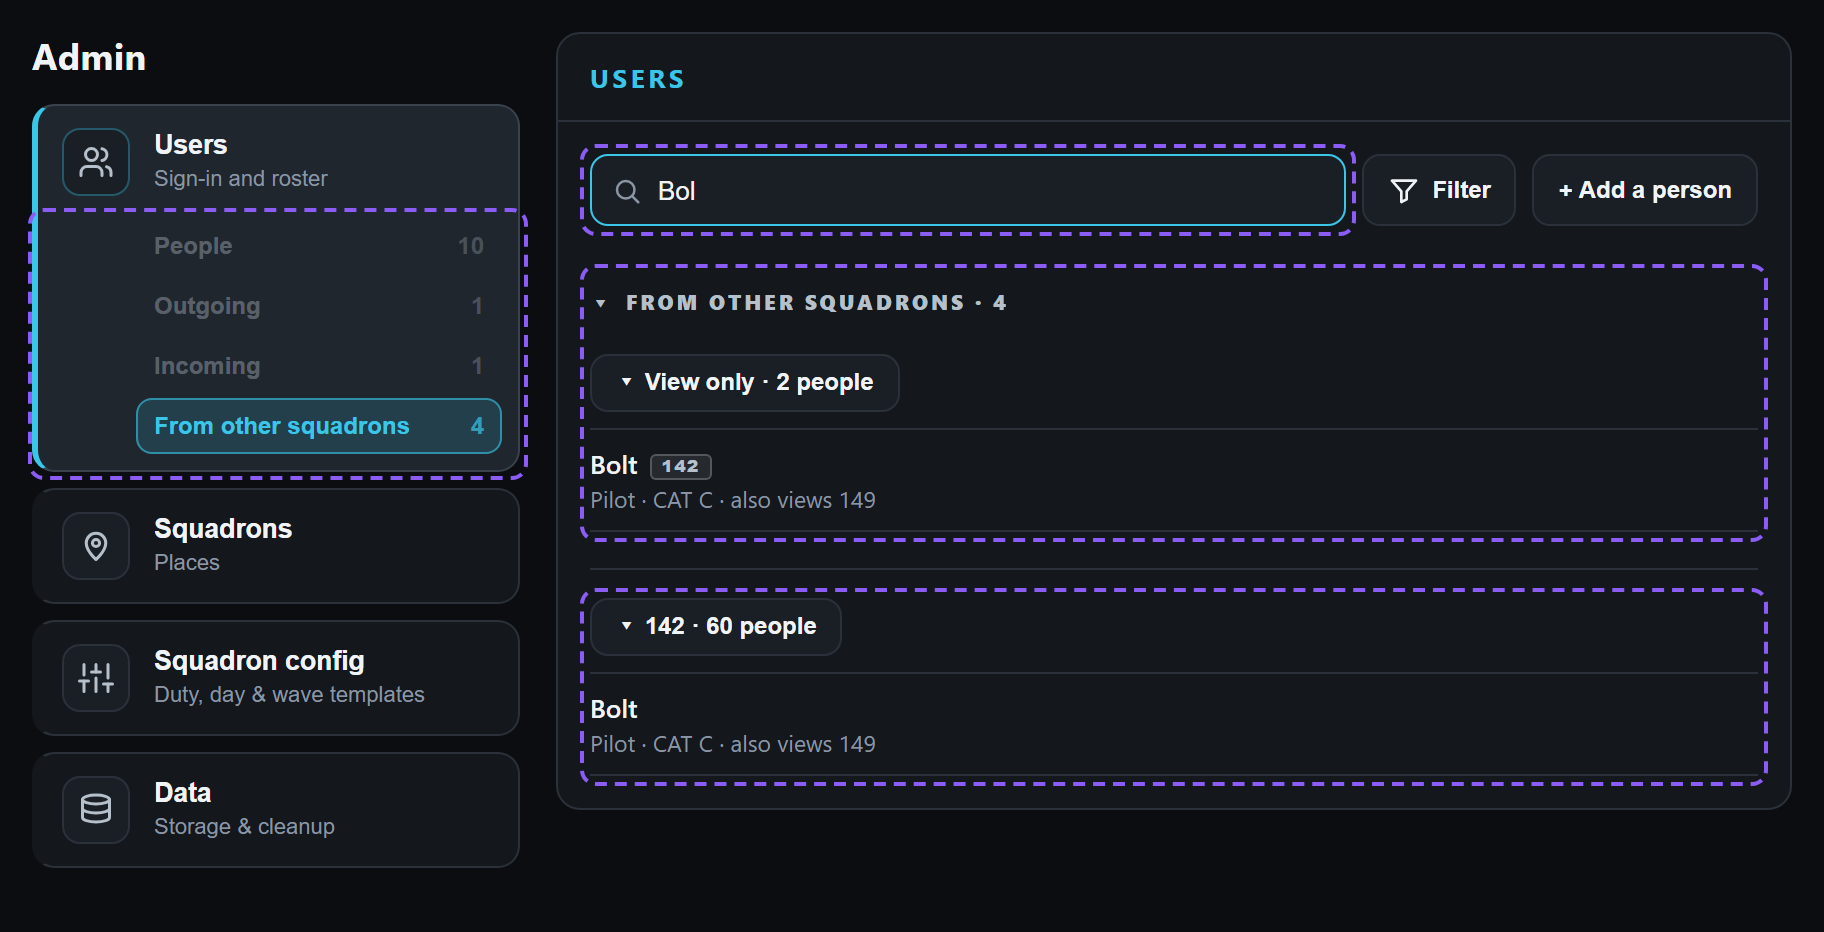 Admin
Users
Sign-in and roster
People 10
Outgoing 1
Incoming 1
From other squadrons 4
Squadrons
Places
Squadron config
Duty, day & wave templates
Data
Storage & cleanup
USERS
Bol
Filter
+ Add a person
FROM OTHER SQUADRONS · 4
View only · 2 people
Bolt 142
Pilot · CAT C · also views 149
142 · 60 people
Bolt
Pilot · CAT C · also views 149